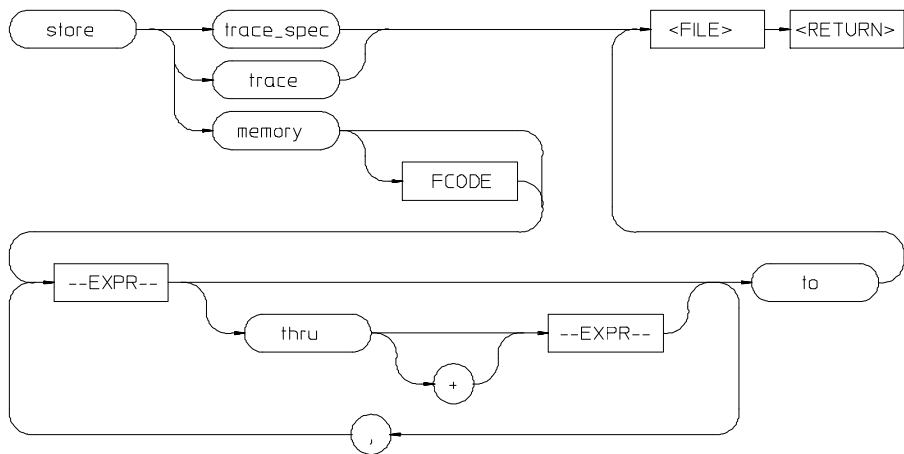 store
trace_spec
<FILE>
<RETURN>
trace
memory
FCODE
--EXPR--
to
thru
--EXPR--
+
,